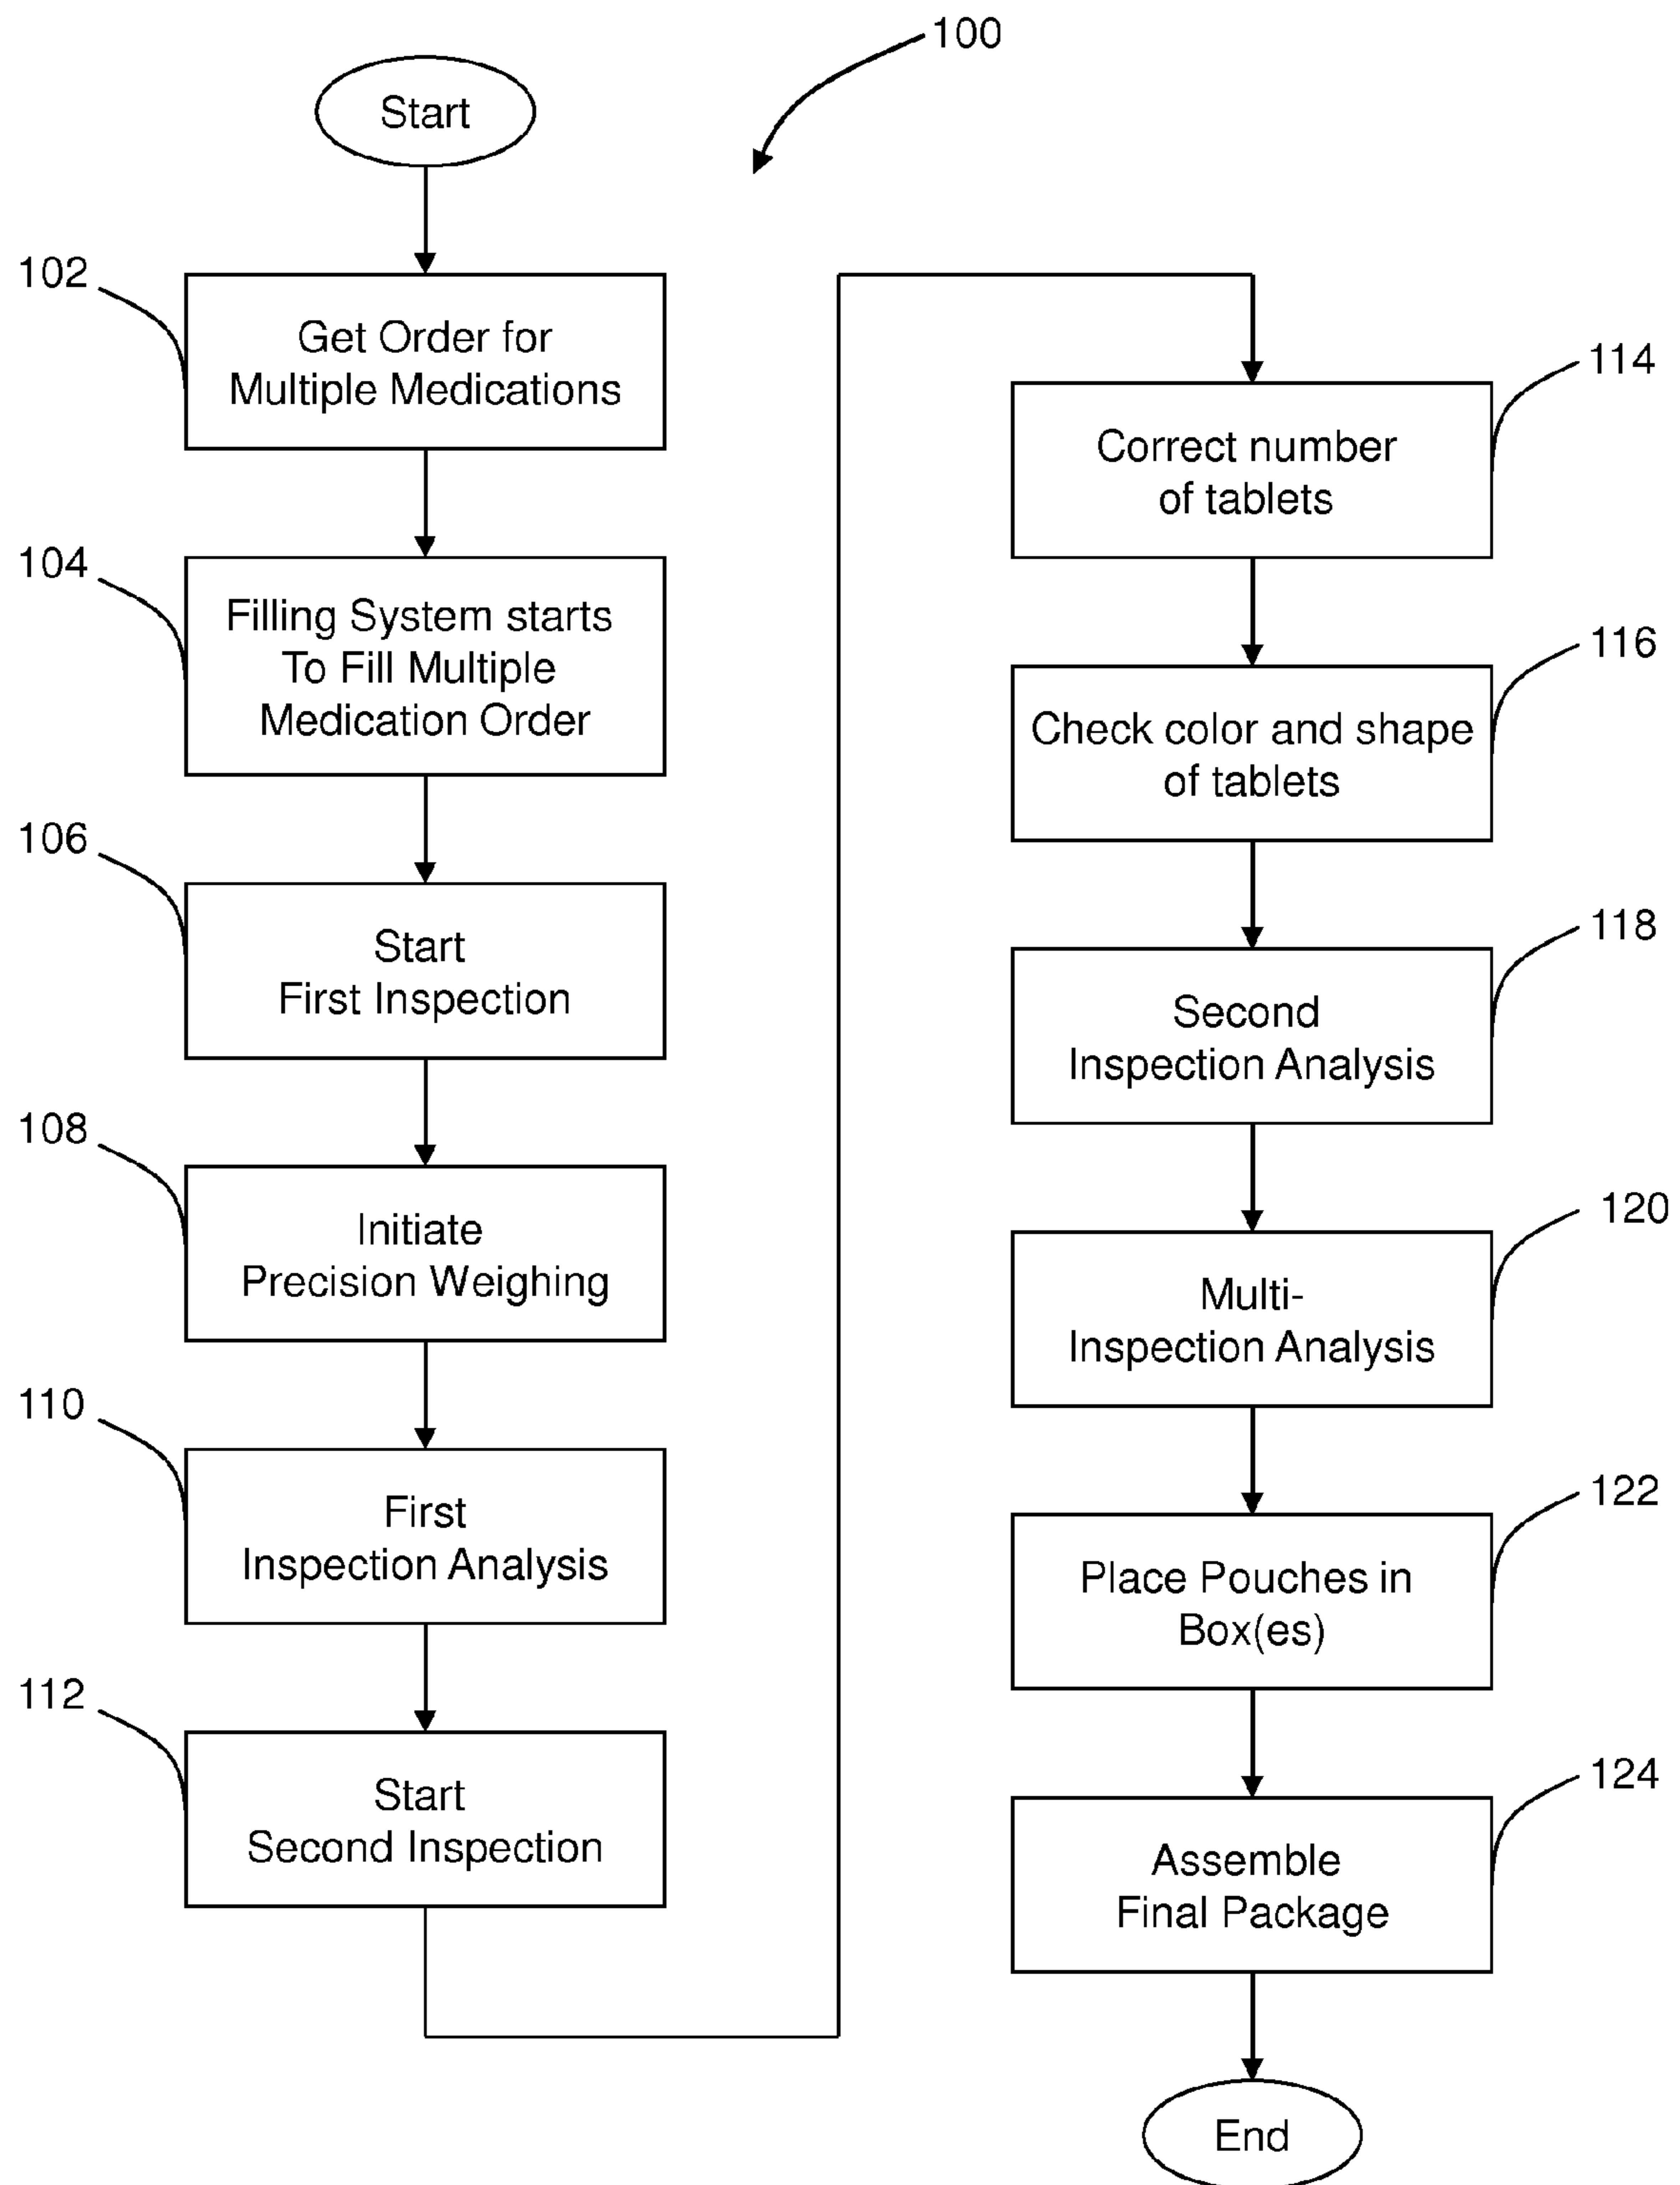 100
Start
102
Get Order for
Multiple Medications
104
Filling System starts
To Fill Multiple
Medication Order
106
Start
First Inspection
108
Initiate
Precision Weighing
110
First
Inspection Analysis
112
Start
Second Inspection
114
Correct number
of tablets
116
Check color and shape
of tablets
118
Second
Inspection Analysis
120
Multi-
Inspection Analysis
122
Place Pouches in
Box(es)
124
Assemble
Final Package
End